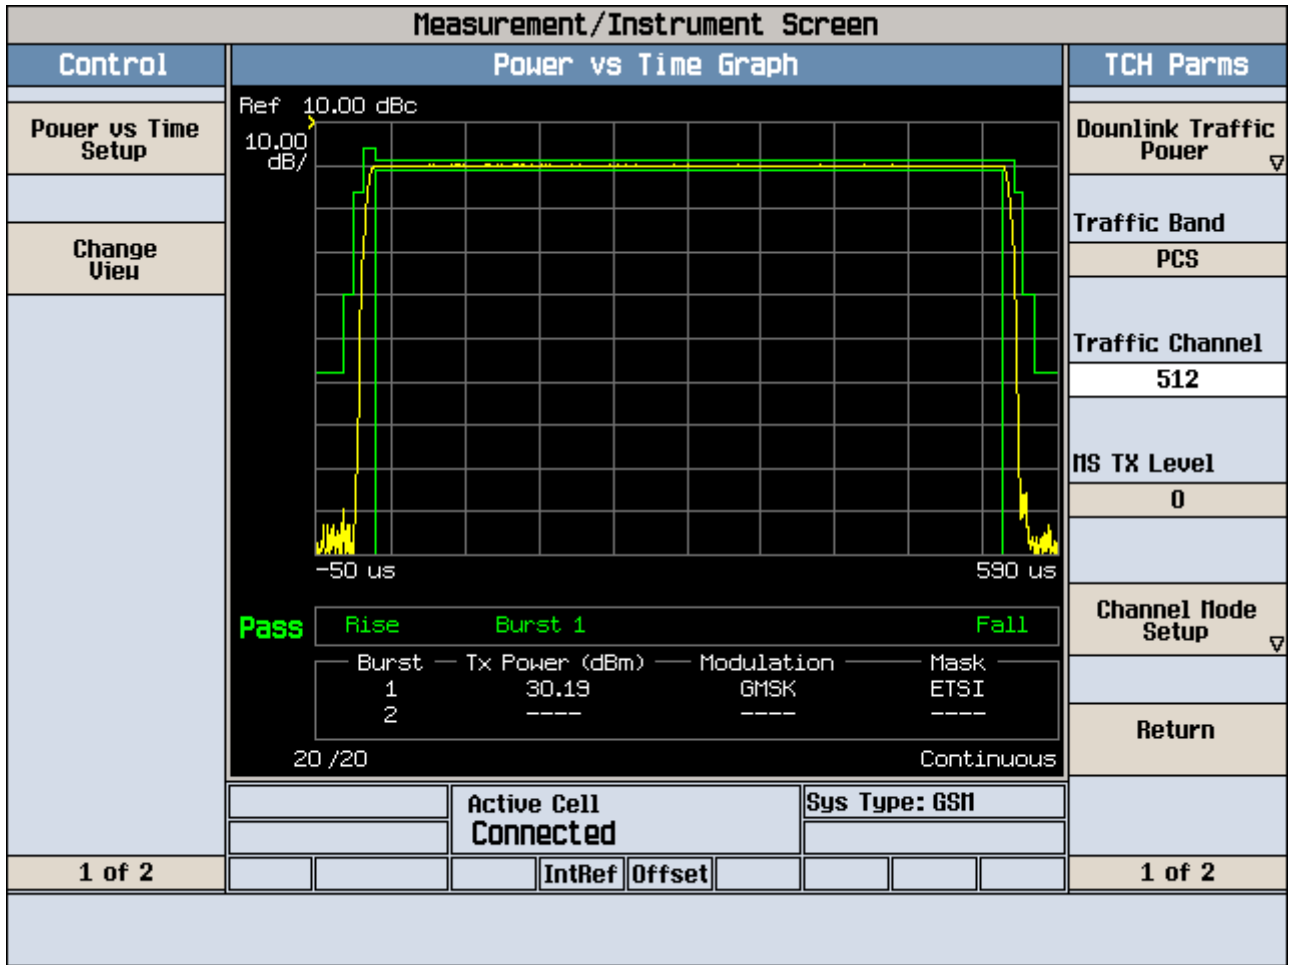 Measurement/Instrument Screen
Control
Power vs Time Graph
TCH Parms
Power vs Time
Setup
Change
View
1 of 2
Ref 10.00 dBc
10.00
dB/
-50 us
590 us
Pass
Rise
Burst 1
Fall
Burst
Tx Power (dBm)
Modulation
Mask
1
30.19
GMSK
ETSI
2
----
----
----
20 /20
Continuous
Downlink Traffic
Power
Traffic Band
PCS
Traffic Channel
512
MS TX Level
0
Channel Mode
Setup
Return
1 of 2
Active Cell
Connected
Sys Type: GSM
IntRef
Offset